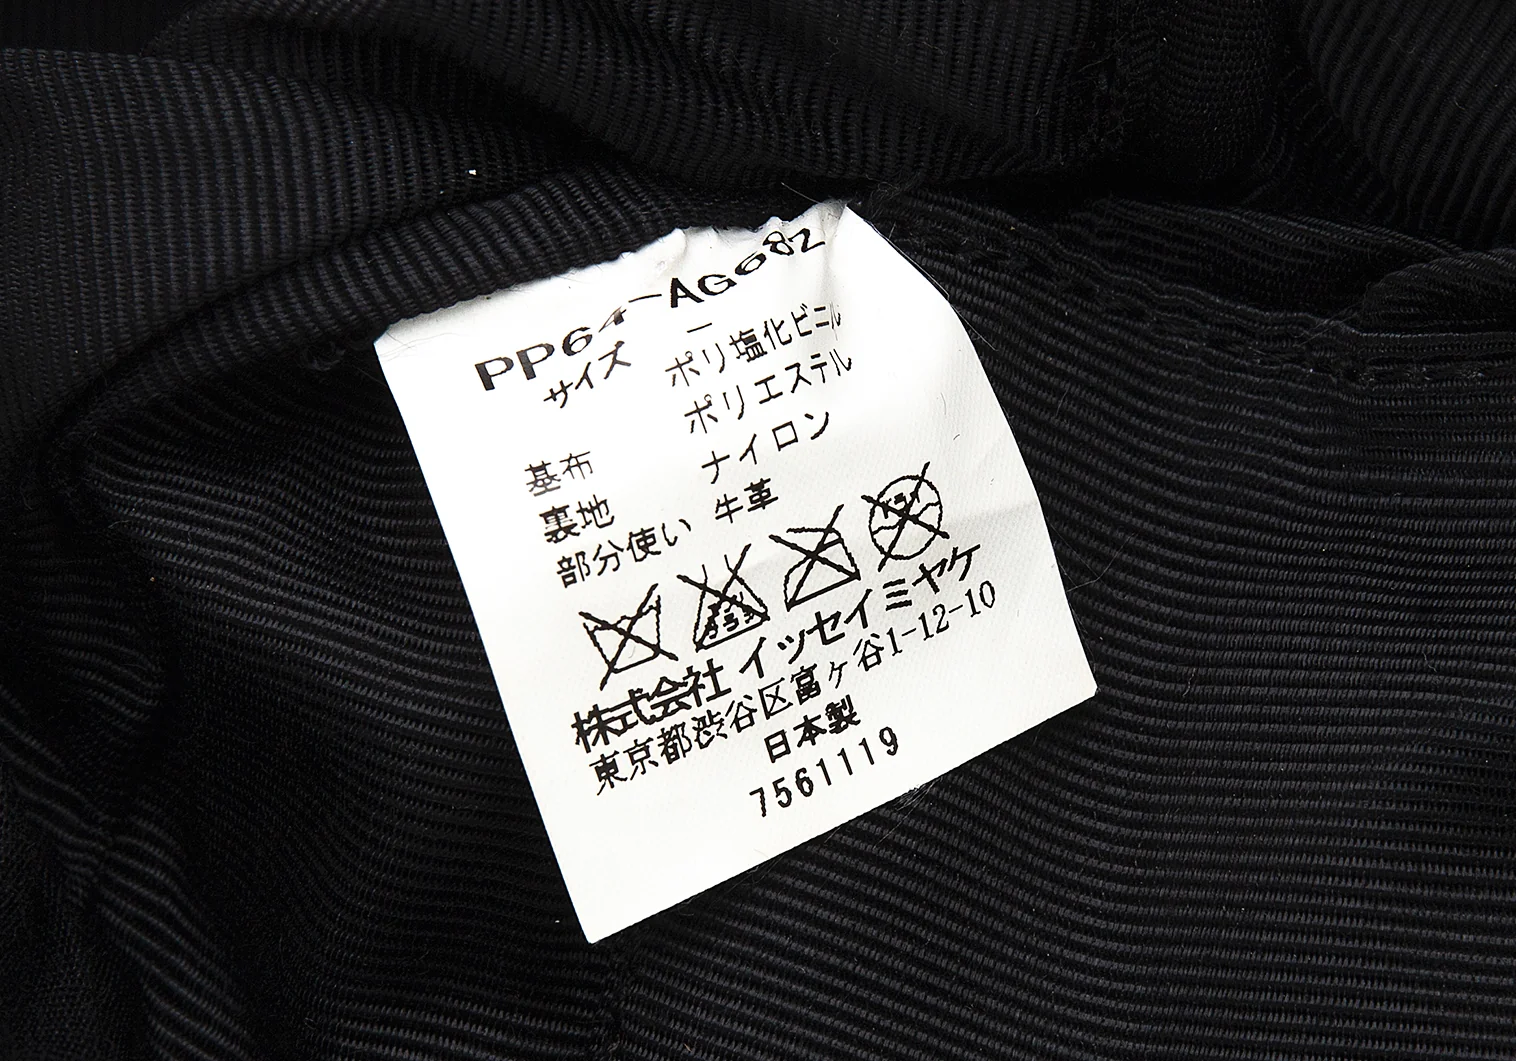 PP64-AG682
サイズ －
ポリ塩化ビニル
基布 ポリエステル
裏地 ナイロン
部分使い 牛革
株式会社 イッセイミヤケ
東京都渋谷区富ヶ谷1-12-10
日本製
7561119